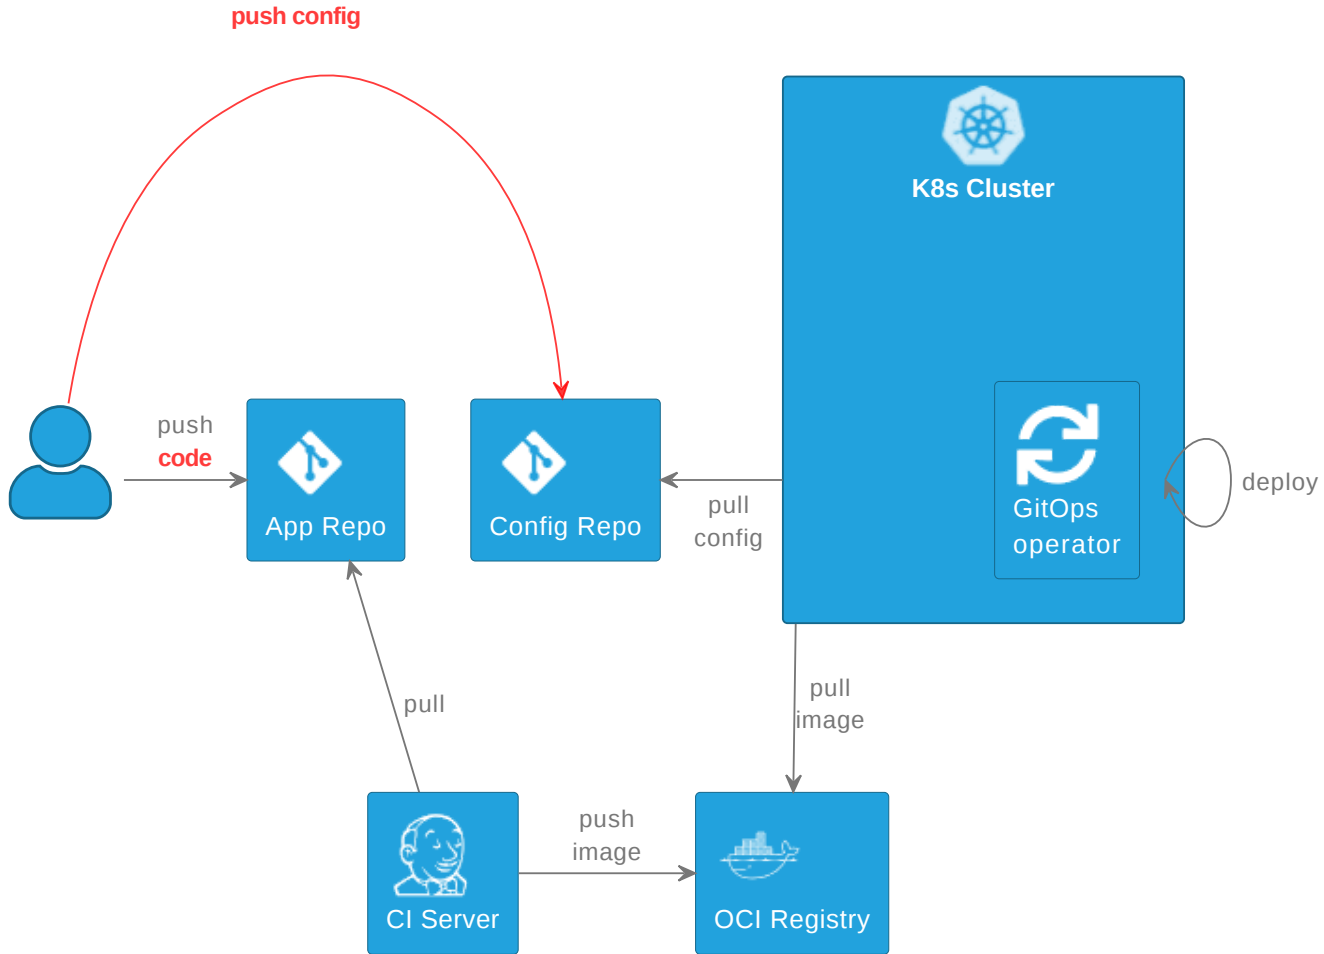 push config
K8s Cluster
push
code
App Repo
Config Repo
pull
config
GitOps
operator
deploy
pull
pull
image
CI Server
push
image
OCI Registry